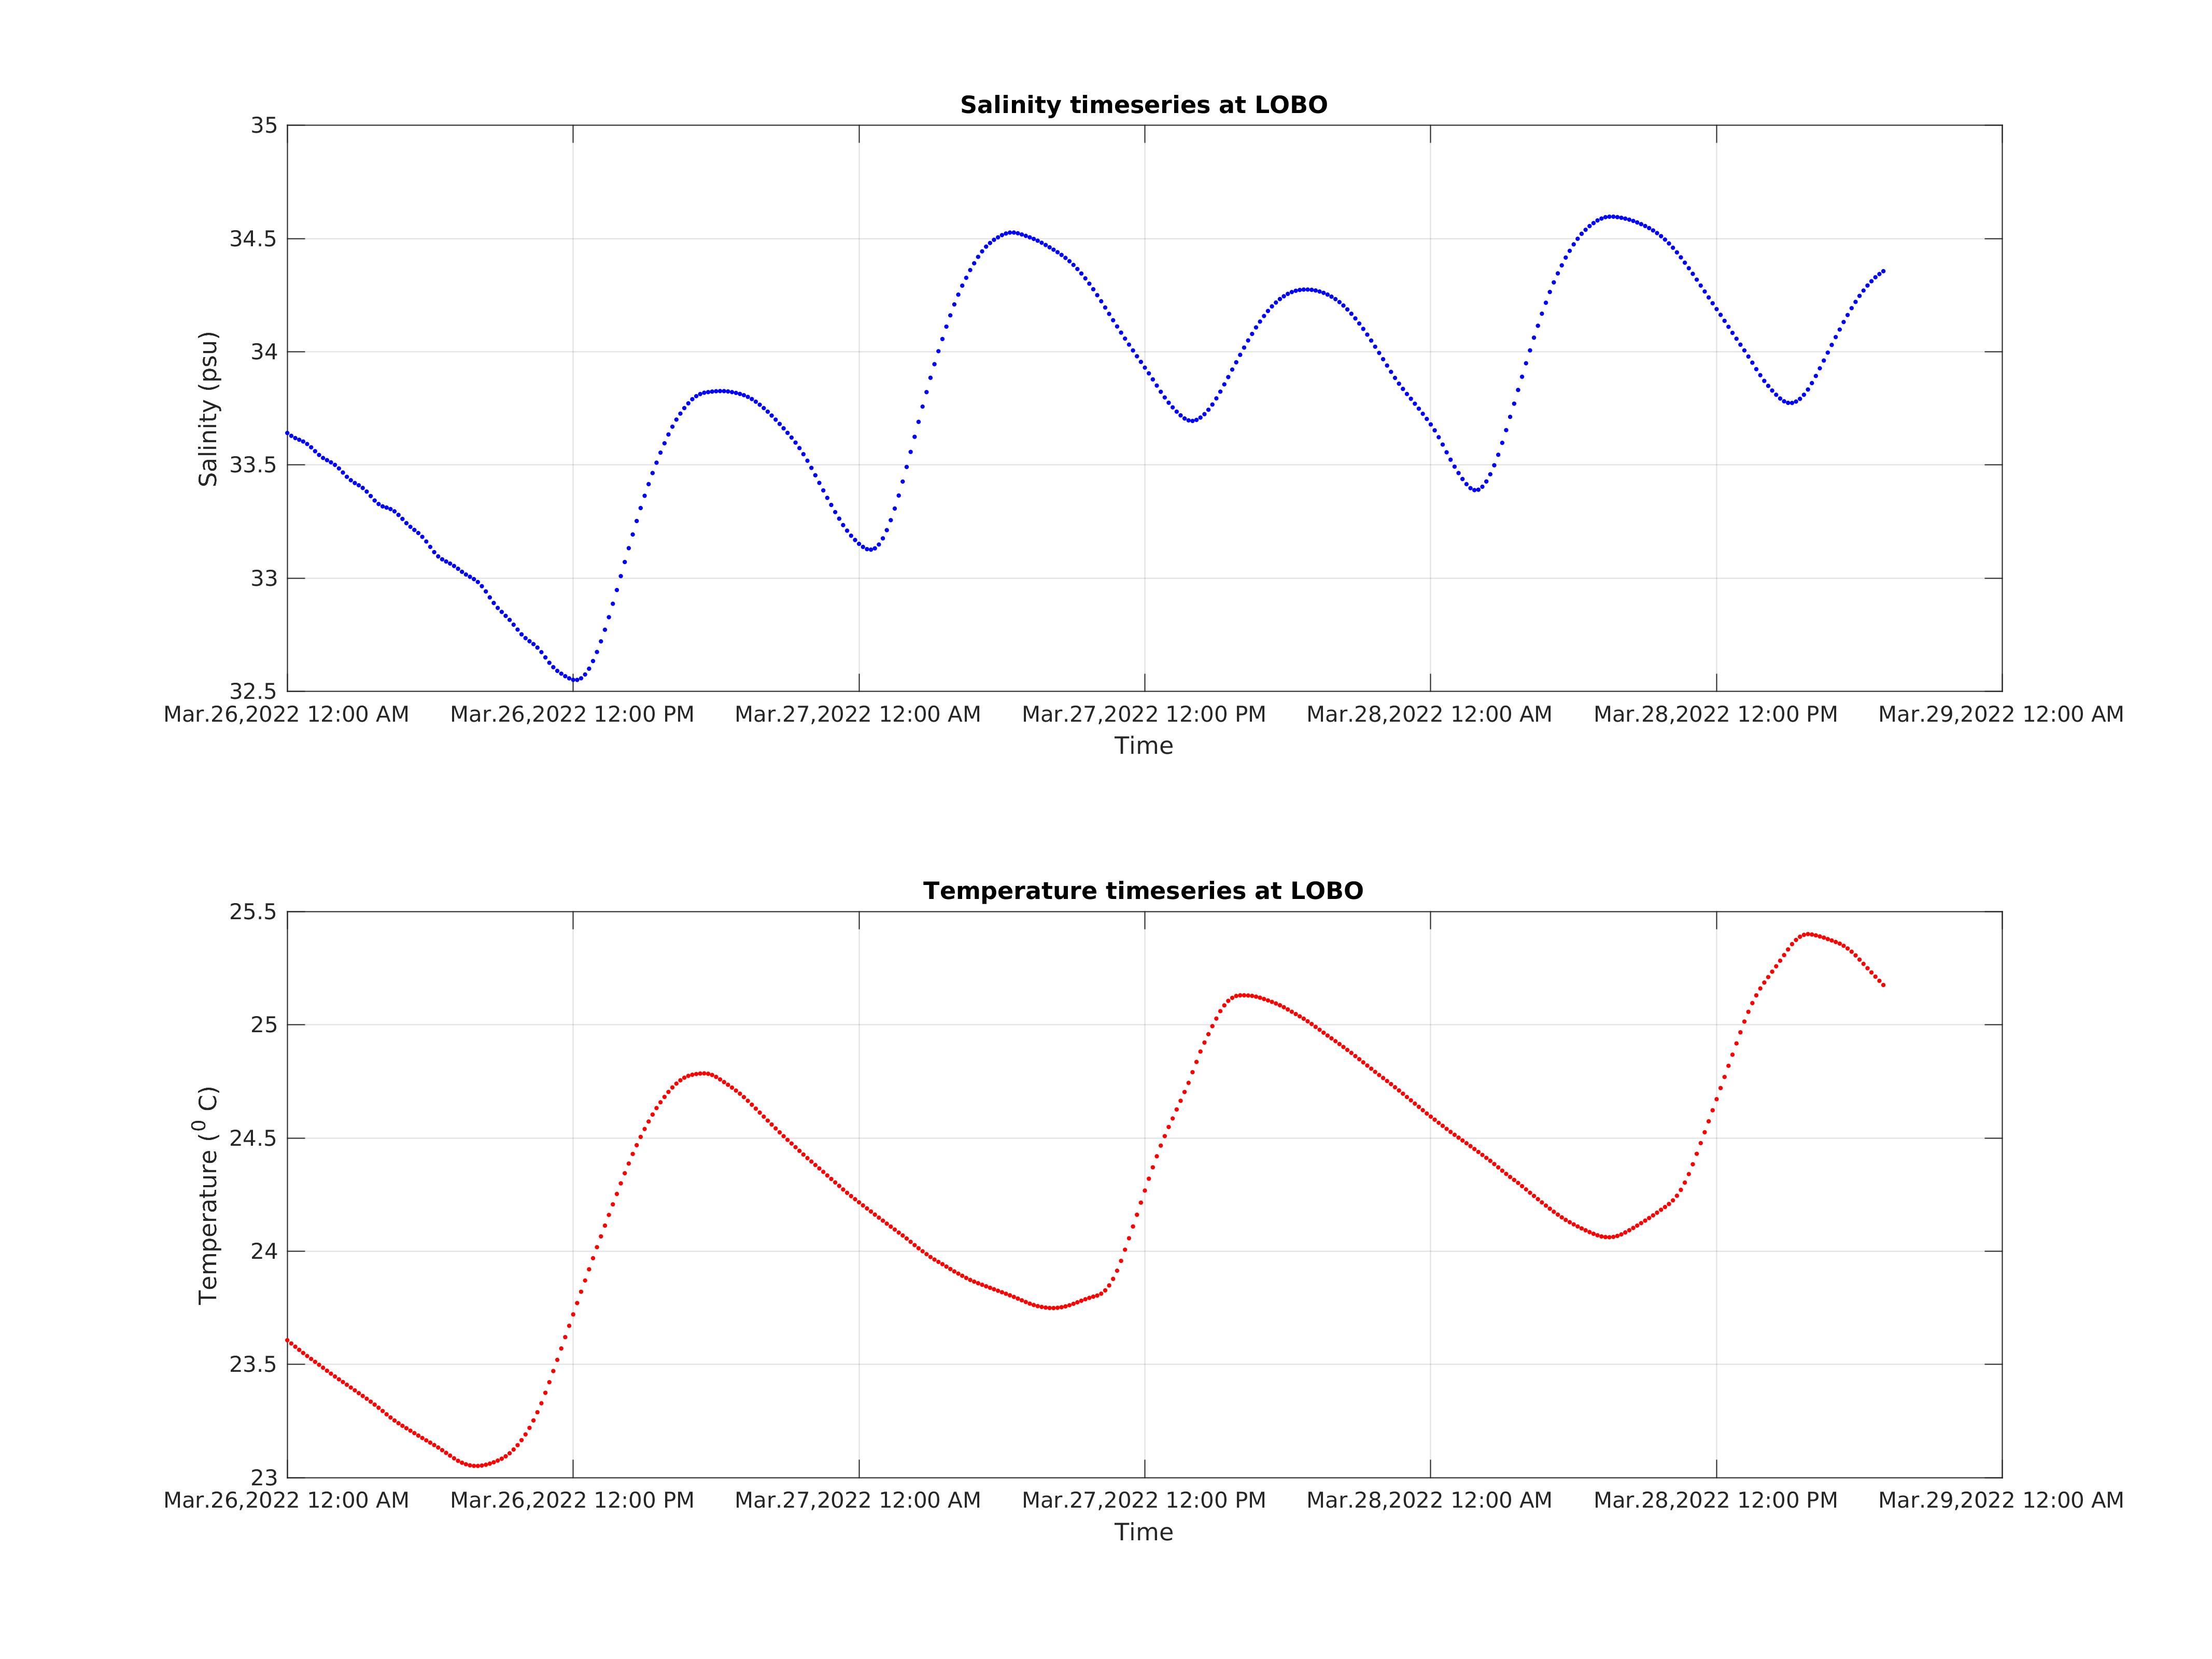 Salinity timeseries at LOBO
35
34.5
34
33.5
33
32.5
Salinity (psu)
Mar.26,2022 12:00 AM Mar.26,2022 12:00 PM Mar.27,2022 12:00 AM Mar.27,2022 12:00 PM Mar.28,2022 12:00 AM Mar.28,2022 12:00 PM Mar.29,2022 12:00 AM
Time
Temperature timeseries at LOBO
25.5
25
24.5
24
23.5
23
Temperature (⁰ C)
Mar.26,2022 12:00 AM Mar.26,2022 12:00 PM Mar.27,2022 12:00 AM Mar.27,2022 12:00 PM Mar.28,2022 12:00 AM Mar.28,2022 12:00 PM Mar.29,2022 12:00 AM
Time